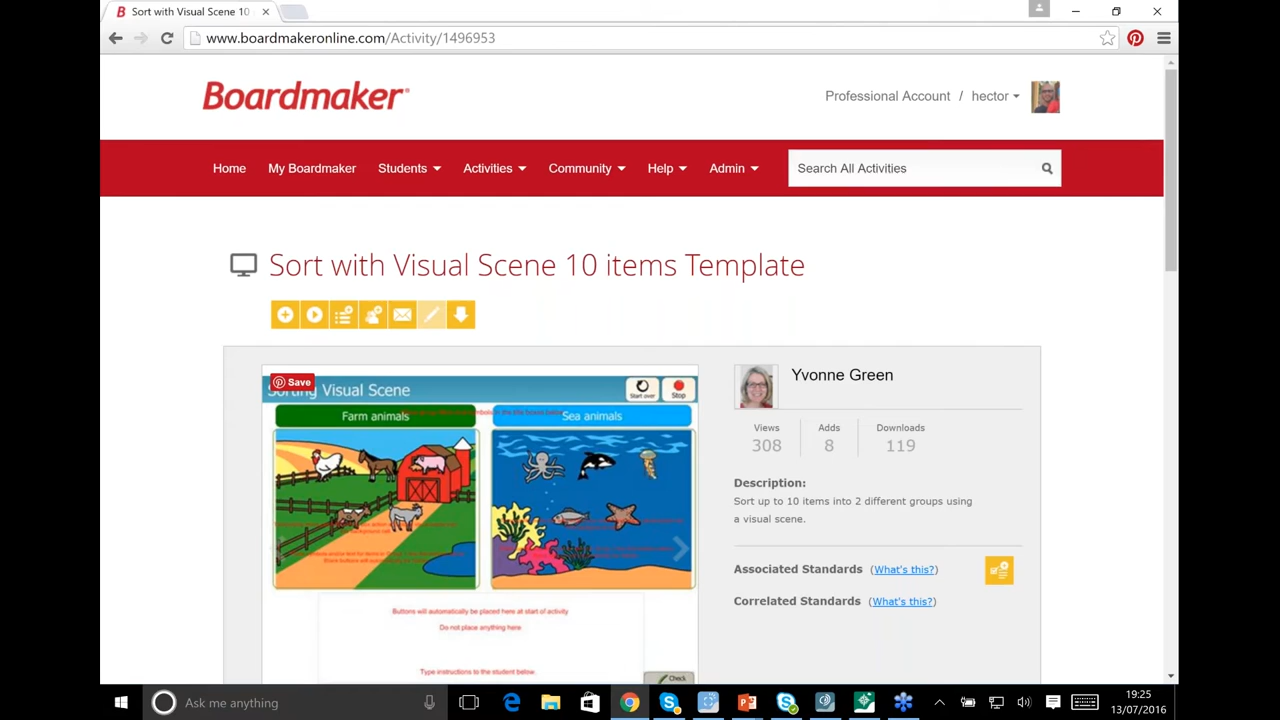 Sort with Visual Scene 10
www.boardmakeronline.com/Activity/1496953
Boardmaker
Professional Account / hector
Home My Boardmaker Students Activities Community Help Admin Search All Activities
Sort with Visual Scene 10 items Template
Save
Sorting Visual Scene
Start over
Stop
Farm animals
Sea animals
Buttons will automatically be placed here at start of activity
Do not place anything here
Type instructions to the student below.
Check
Yvonne Green
Views Adds Downloads
308 8 119
Description:
Sort up to 10 items into 2 different groups using
a visual scene.
Associated Standards (What's this?)
Correlated Standards (What's this?)
Ask me anything
19:25
13/07/2016